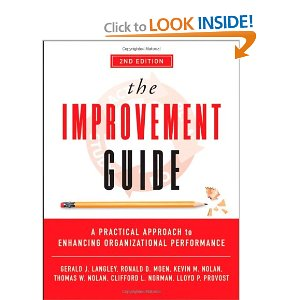 Click to LOOK INSIDE!
2ND EDITION
the
IMPROVEMENT
GUIDE
A PRACTICAL APPROACH to
ENHANCING ORGANIZATIONAL PERFORMANCE
GERALD J. LANGLEY, RONALD D. MOEN, KEVIN M. NOLAN,
THOMAS W. NOLAN, CLIFFORD L. NORMAN, LLOYD P. PROVOST